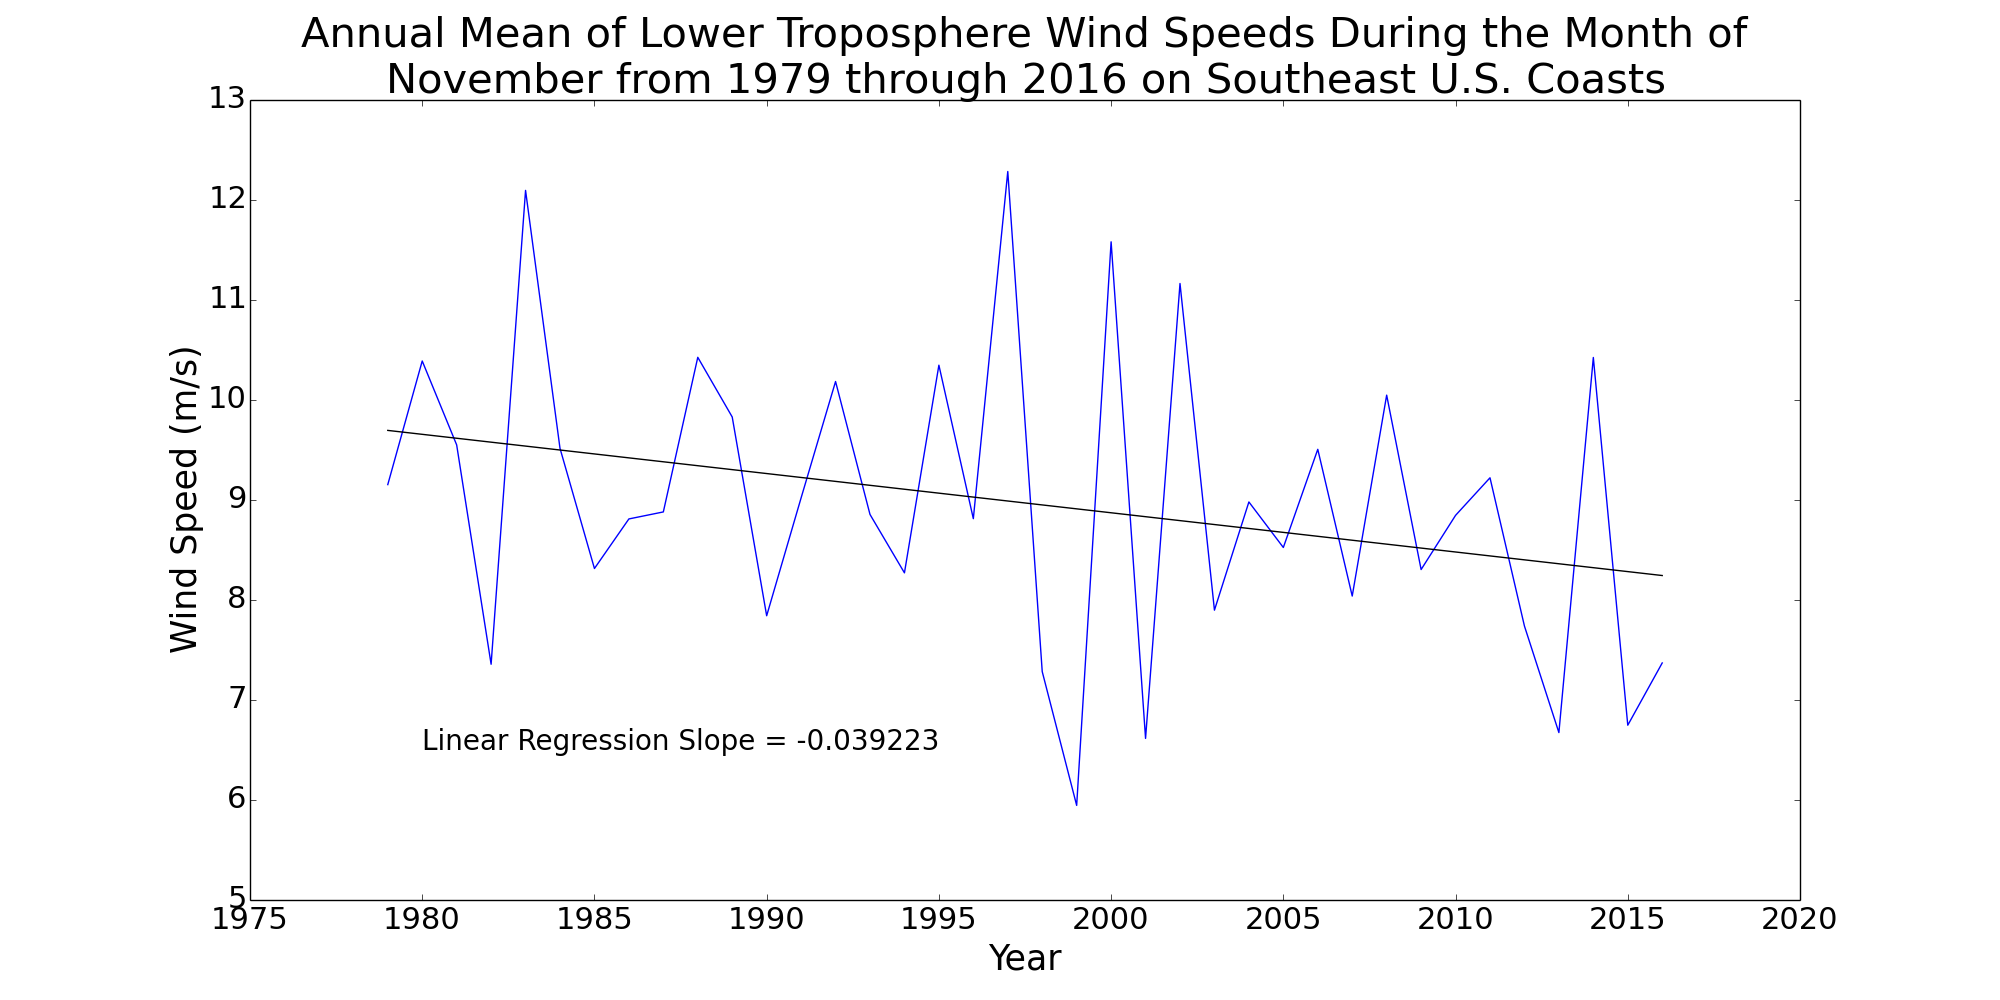 Annual Mean of Lower Troposphere Wind Speeds During the Month of
November from 1979 through 2016 on Southeast U.S. Coasts
13
12
11
10
9
8
7
6
5
Wind Speed (m/s)
Linear Regression Slope = -0.039223
1975 1980 1985 1990 1995 2000 2005 2010 2015 2020
Year